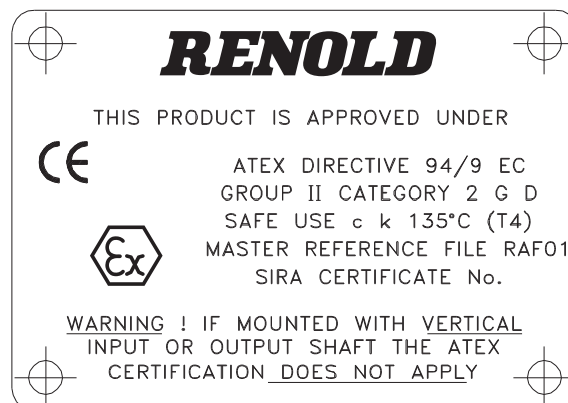 RENOLD
THIS PRODUCT IS APPROVED UNDER
CE
ATEX DIRECTIVE 94/9 EC
GROUP II CATEGORY 2 G D
SAFE USE c k 135°C (T4)
Ex
MASTER REFERENCE FILE RAF01
SIRA CERTIFICATE No.
WARNING ! IF MOUNTED WITH VERTICAL
INPUT OR OUTPUT SHAFT THE ATEX
CERTIFICATION DOES NOT APPLY